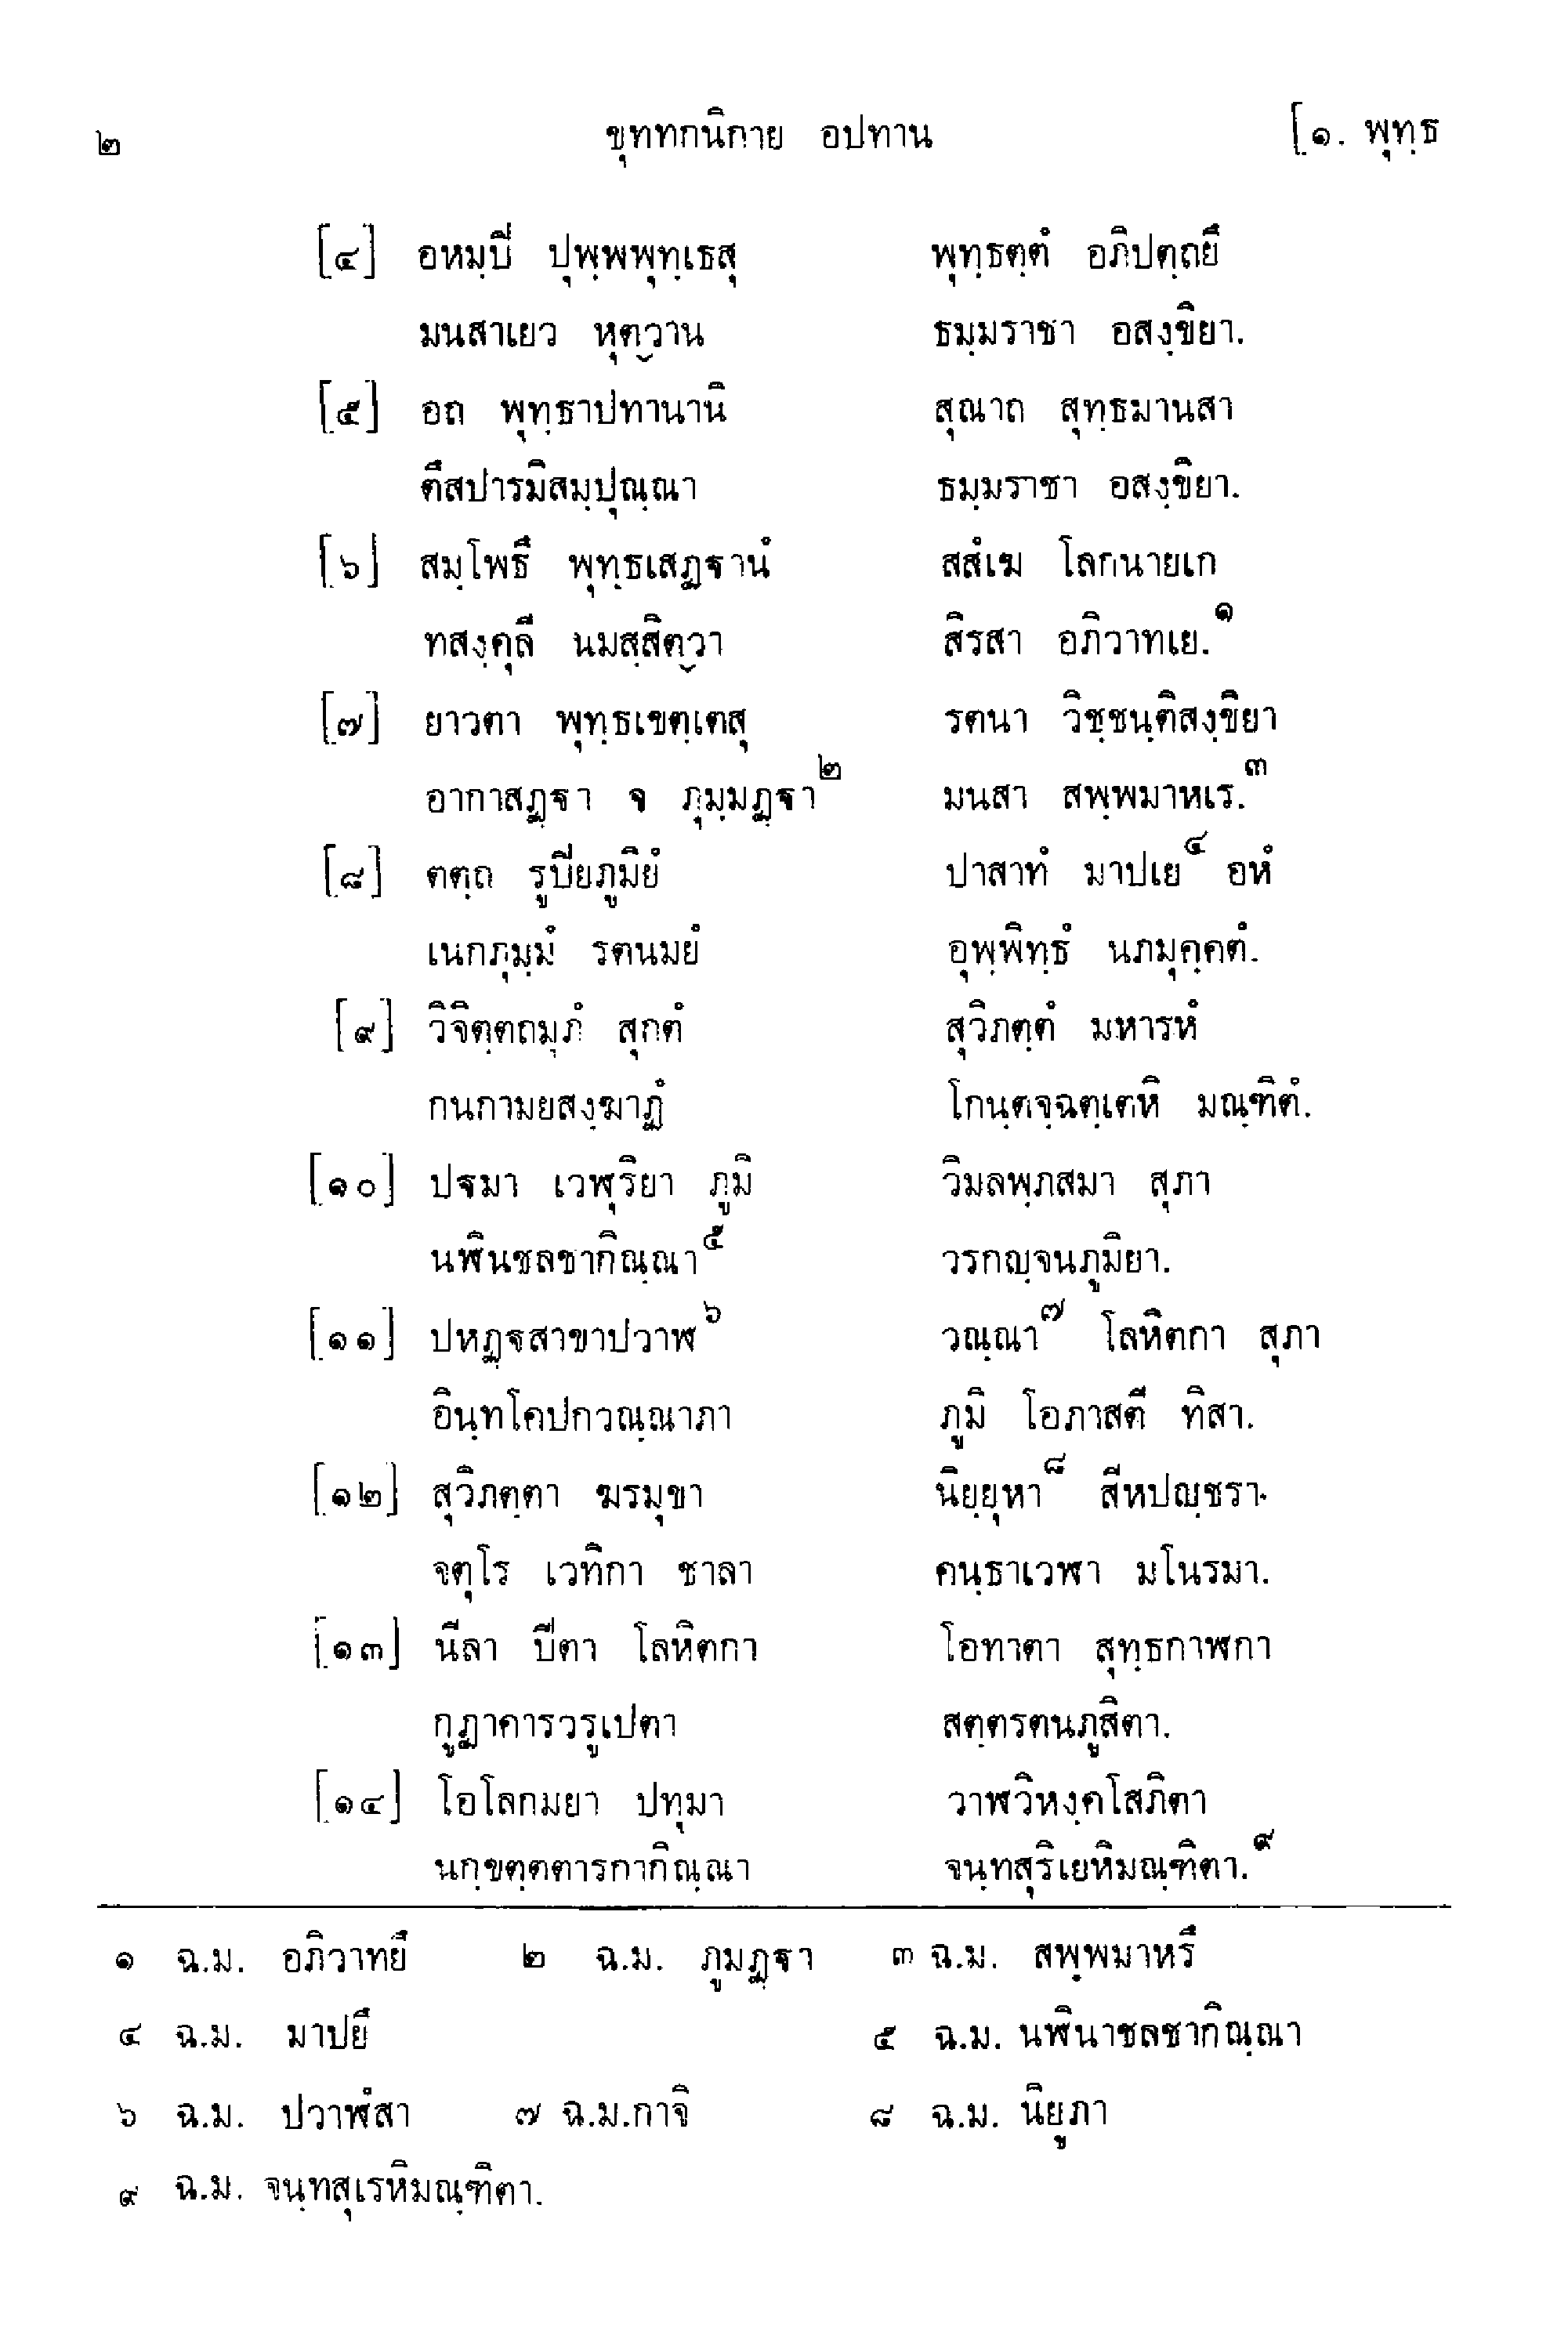 ๒ ขุททกนิกาย อปทาน [๑. พุทฺธ
[๔] อหมฺปิ ปุพฺพพุทฺเธสุ พุทฺธตฺตํ อภิปตฺถยึ
มนสาเยว หุตฺวาน ธมฺมราชา อสงฺขิยา.
[๕] อถ พุทฺธาปทานานิ สุณาถ สุทฺธมานสา
ตึสปารมิสมฺปุณฺณา ธมฺมราชา อสงฺขิยา.
[๖] สมฺโพธึ พุทฺธเสฏฺฐานํ สสํเฆ โลกนายเก
ทสงฺคุลี นมสฺสิตฺวา สิรสา อภิวาทเย.๑
[๗] ยาวตา พุทฺธเขตฺเตสุ รตนา วิชฺชนฺติสงฺขิยา
อากาสฏฺฐา จ ภุมฺมฏฺฐา๒ มนสา สพฺพมาหเร.๓
[๘] ตตฺถ รูปิยภูมิยํ ปาสาทํ มาปเย๔ อหํ
เนกภุมฺมํ รตนมยํ อุพฺพิทฺธํ นภมุคฺคตํ.
[๙] วิจิตฺตถมฺภํ สุกตํ สุวิภตฺตํ มหารหํ
กนกามยสงฺฆาฏํ โกนฺตจฺฉตฺเตหิ มณฺฑิตํ.
[๑๐] ปฐมา เวฬุริยา ภูมิ วิมลพฺภสมา สุภา
นฬินชลชากิณฺณา๕ วรกญฺจนภูมิยา.
[๑๑] ปหฏฺฐสาขาปวาฬ๖ วณฺณา๗ โลหิตกา สุภา
อินฺทโคปกวณฺณาภา ภูมิ โอภาสตี ทิสา.
[๑๒] สุวิภตฺตา ฆรมุขา นิยฺยุหา๘ สีหปญฺชรา
จตุโร เวทิกา ชาลา คนฺธาเวฬา มโนรมา.
[๑๓] นีลา ปีตา โลหิตกา โอทาตา สุทฺธกาฬกา
กูฏาคารวรูเปตา สตฺตรตนภูสิตา.
[๑๔] โอโลกมยา ปทุมา วาฬวิหงฺคโสภิตา
นกฺขตฺตตารกากิณฺณา จนฺทสุริเยหิมณฺฑิตา.๙
๑ ฉ.ม. อภิวาทยึ ๒ ฉ.ม. ภูมฏฺฐา ๓ ฉ.ม. สพฺพมาหรึ
๔ ฉ.ม. มาปยึ ๕ ฉ.ม. นฬินาชลชากิณฺณา
๖ ฉ.ม. ปวาฬํสา ๗ ฉ.ม.กาจิ ๘ ฉ.ม. นิยูภา
๙ ฉ.ม. จนฺทสุเรหิมณฺฑิตา.